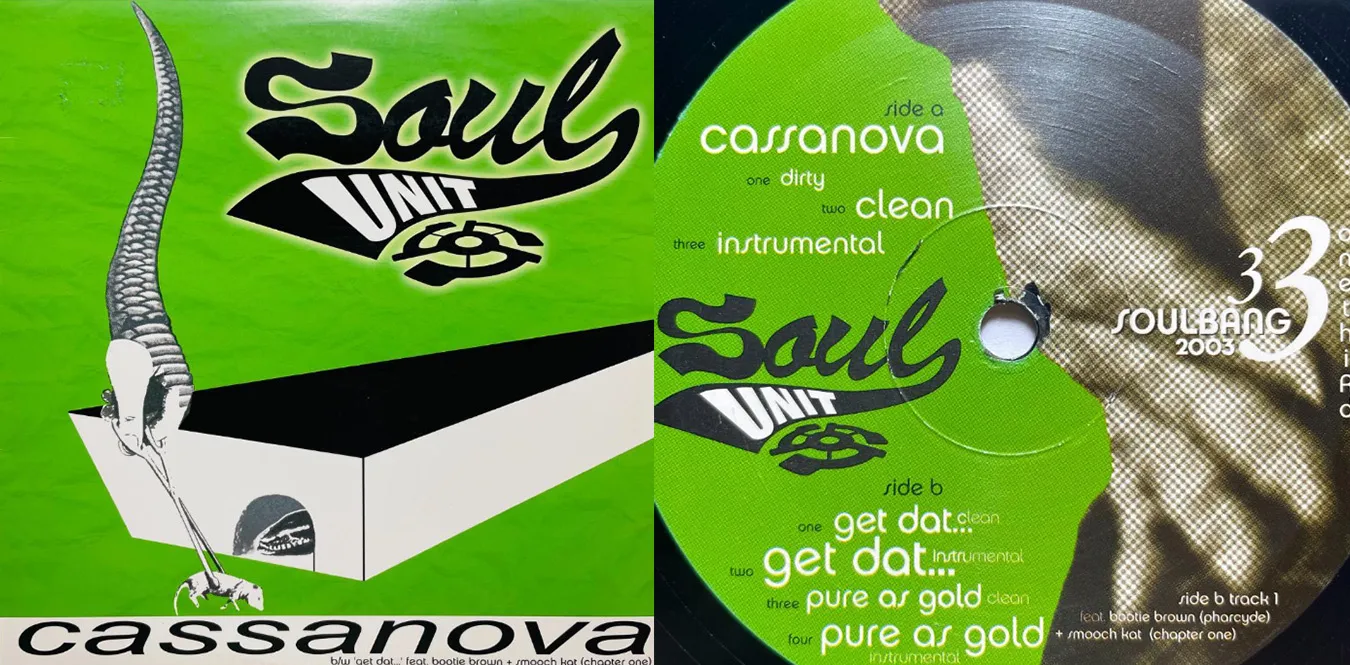 Soul
UNIT
cassanova
b/w 'get dat...' feat. bootie brown + smooch kat (chapter one)
side a
cassanova
one dirty
two clean
three instrumental
Soul
UNIT
side b
one get dat...clean
two get dat...Instrumental
three pure as gold clean
four pure as gold
instrumental
33
SOULBANG
2003
side b track 1
feat. bootie brown (pharcyde)
+ smooch kat (chapter one)